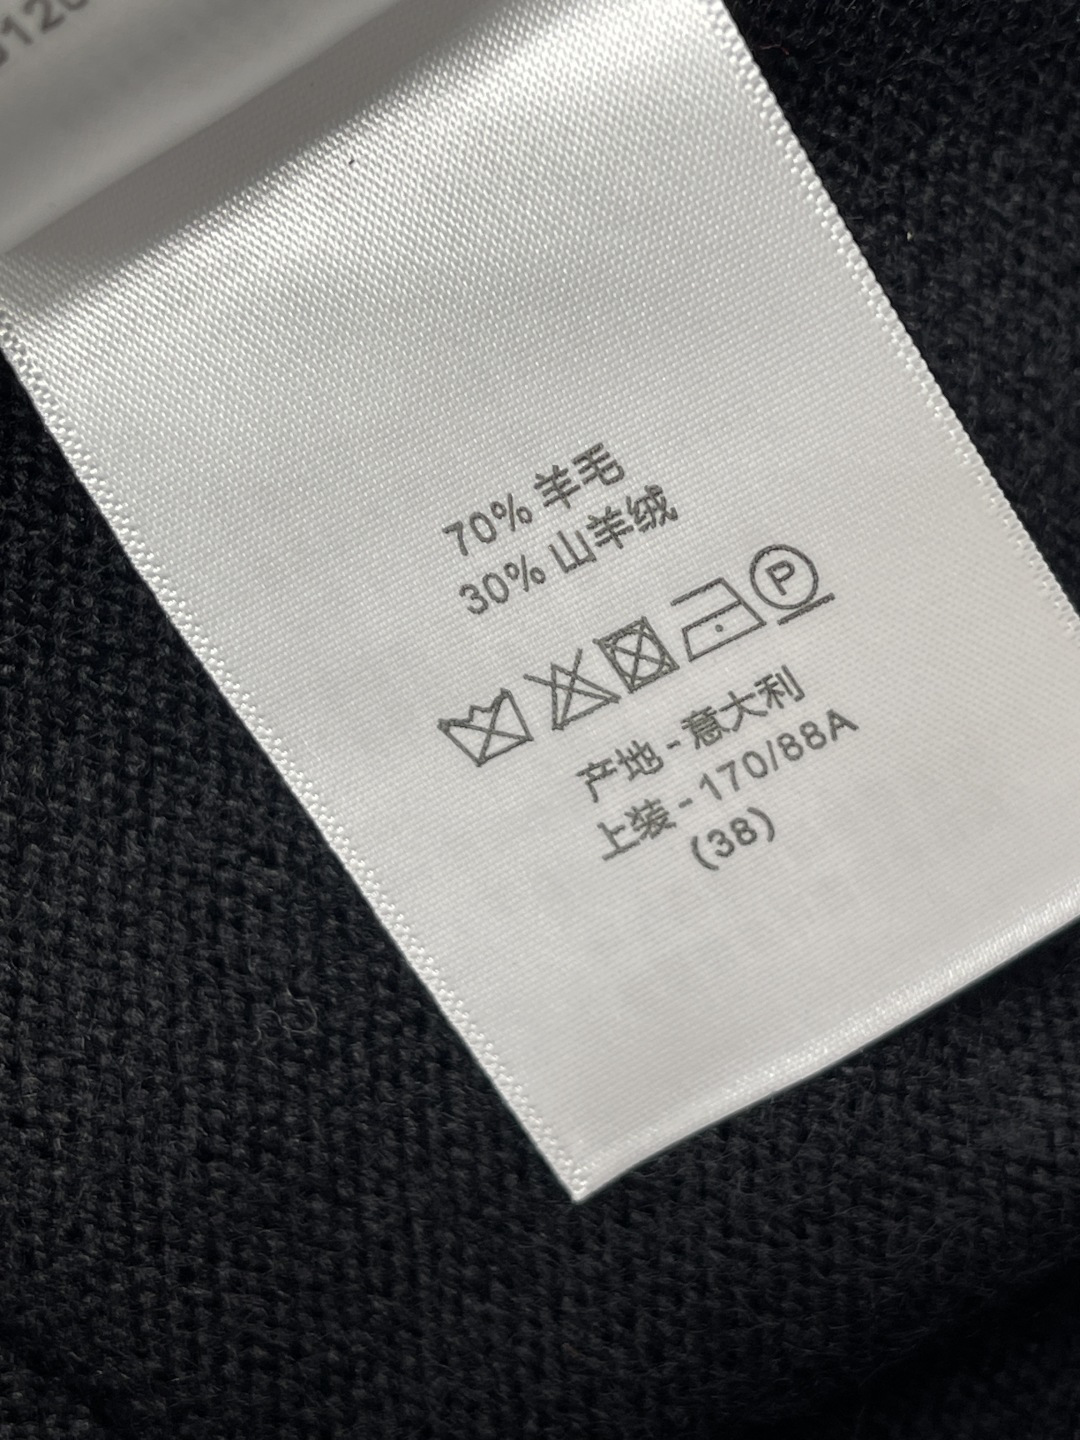 70% 羊毛
30% 山羊绒
P
产地 - 意大利
上装 - 170/88A
(38)